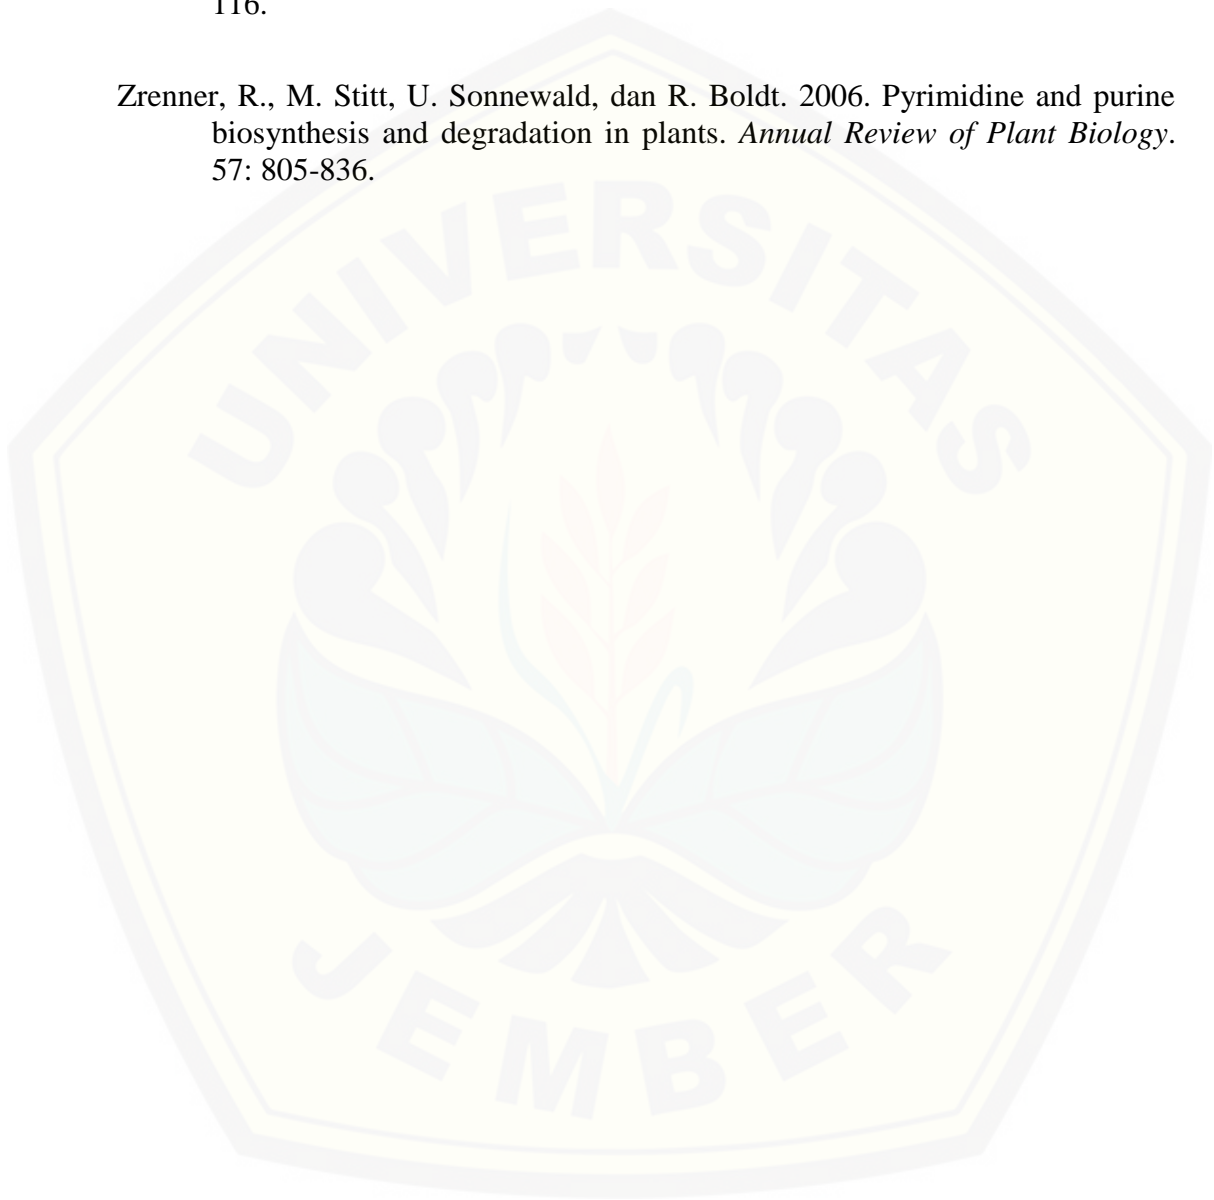 116.
Zrenner, R., M. Stitt, U. Sonnewald, dan R. Boldt. 2006. Pyrimidine and purine
biosynthesis and degradation in plants. Annual Review of Plant Biology.
57: 805-836.
UNIVERSITAS
JEMBER